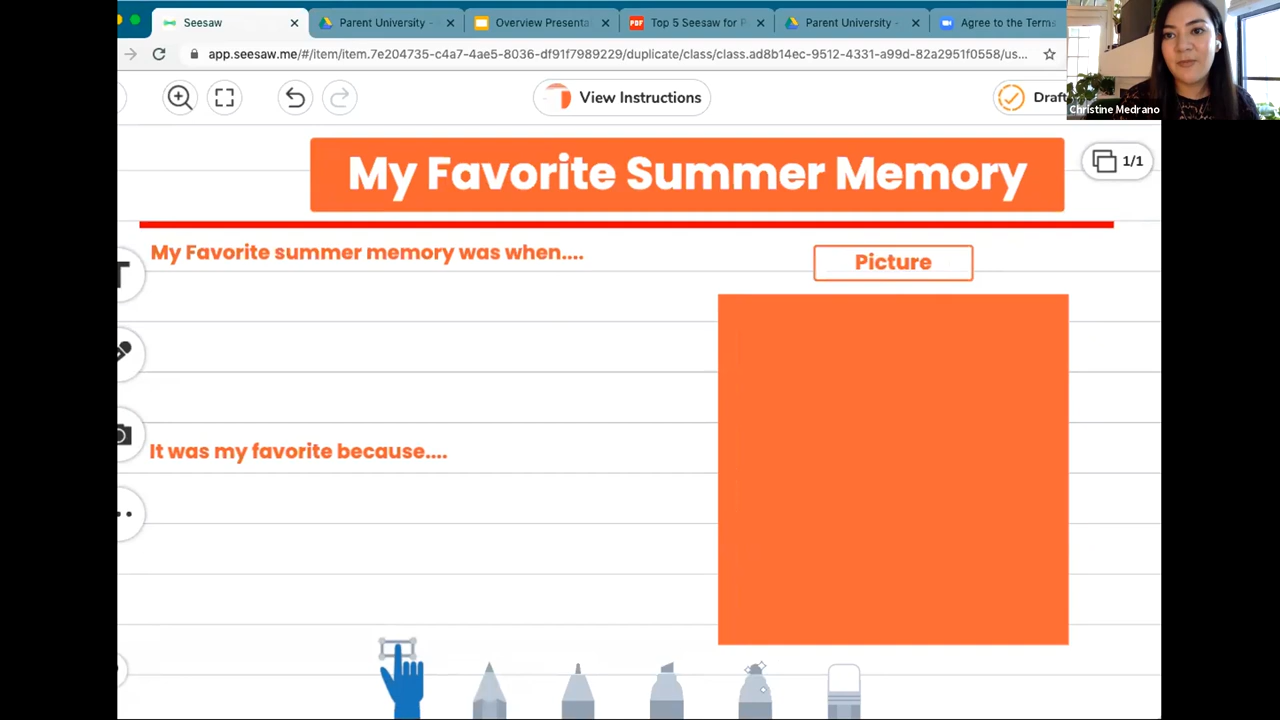 Seesaw
Parent University -
Overview Presenta
PDF
Top 5 Seesaw for P
Parent University -
Agree to the Terms
app.seesaw.me/#/item/item.7e204735-c4a7-4ae5-8036-df91f7989229/duplicate/class/class.ad8b14ec-9512-4331-a99d-82a2951f0558/us...
View Instructions
Draft
Christine Medrano
My Favorite Summer Memory
1/1
My Favorite summer memory was when....
Picture
T
It was my favorite because....